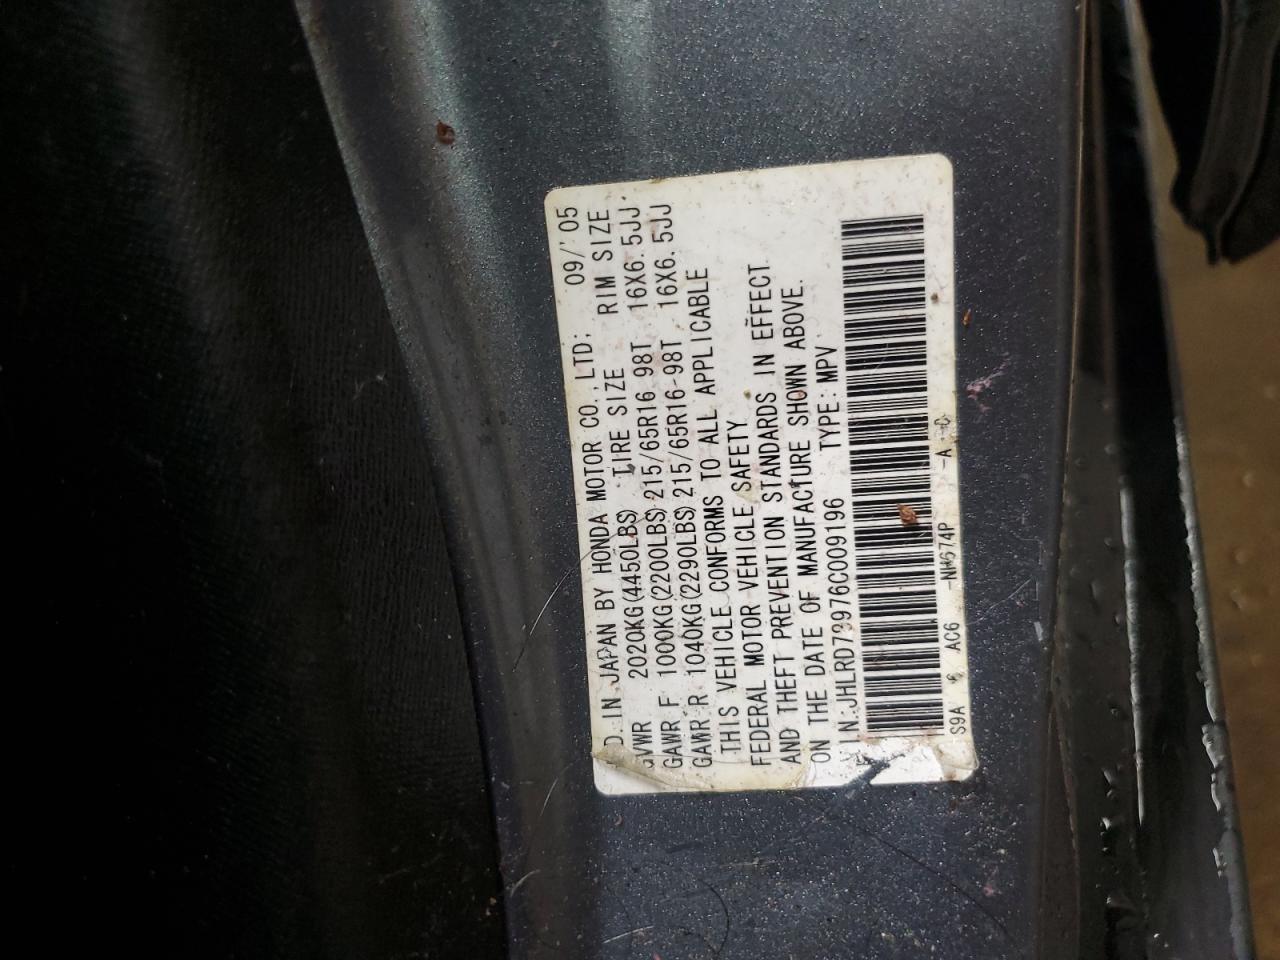 D. IN JAPAN BY HONDA MOTOR CO., LTD; 09/'05
GVWR 2020KG(4450LBS) TIRE SIZE RIM SIZE
GAWR F 1000KG(2200LBS) 215/65R16 98T 16X6.5JJ
GAWR R 1040KG(2290LBS) 215/65R16-98T 16X6.5JJ
THIS VEHICLE CONFORMS TO ALL APPLICABLE
FEDERAL MOTOR VEHICLE SAFETY
AND THEFT PREVENTION STANDARDS IN EFFECT
ON THE DATE OF MANUFACTURE SHOWN ABOVE.
V N:JHLRD78976C009196 TYPE:MPV
S9A 6 AC6 -NH674P -A -C